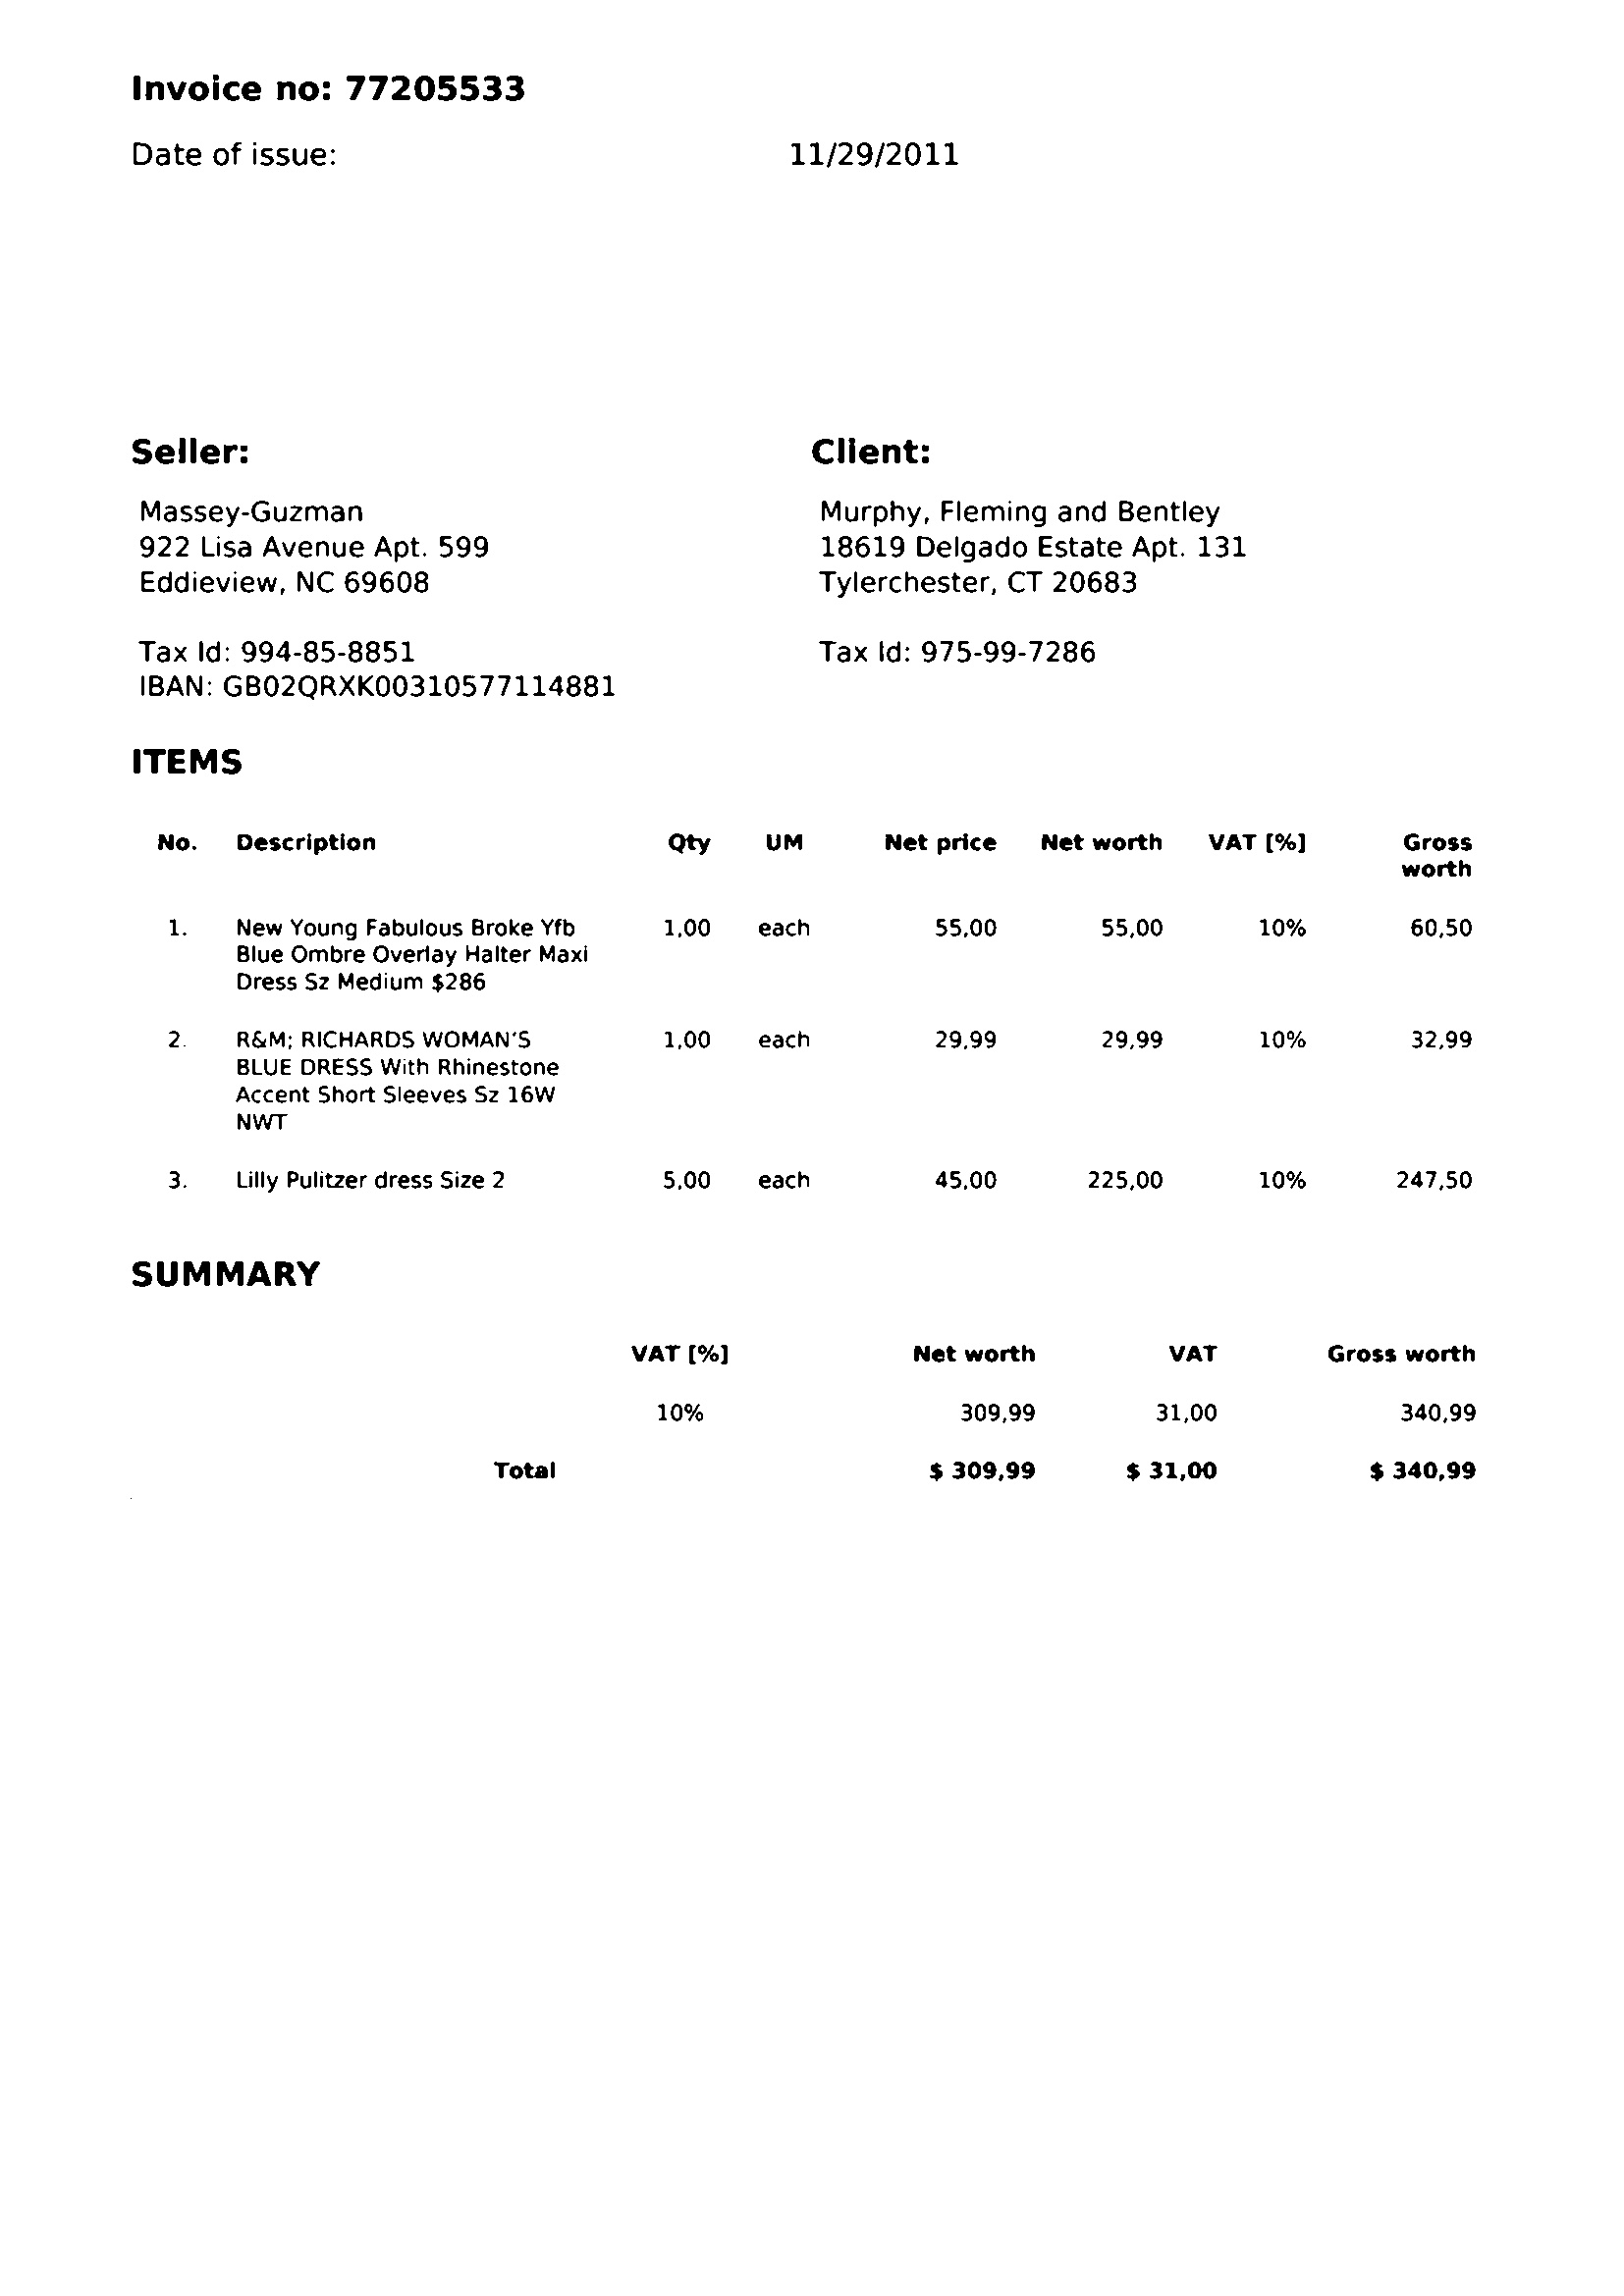 Invoice no: 77205533
Date of issue: 11/29/2011
Seller: Client:
Massey-Guzman Murphy, Fleming and Bentley
922 Lisa Avenue Apt. 599 18619 Delgado Estate Apt. 131
Eddieview, NC 69608 Tylerchester, CT 20683
Tax Id: 994-85-8851 Tax Id: 975-99-7286
IBAN: GB02QRXK00310577114881
ITEMS
No. Description Qty UM Net price Net worth VAT [%] Gross
worth
1. New Young Fabulous Broke Yfb 1,00 each 55,00 55,00 10% 60,50
Blue Ombre Overlay Halter Maxi
Dress Sz Medium $286
2. R&M; RICHARDS WOMAN'S 1,00 each 29,99 29,99 10% 32,99
BLUE DRESS With Rhinestone
Accent Short Sleeves Sz 16W
NWT
3. Lilly Pulitzer dress Size 2 5,00 each 45,00 225,00 10% 247,50
SUMMARY
VAT [%] Net worth VAT Gross worth
10% 309,99 31,00 340,99
Total $ 309,99 $ 31,00 $ 340,99